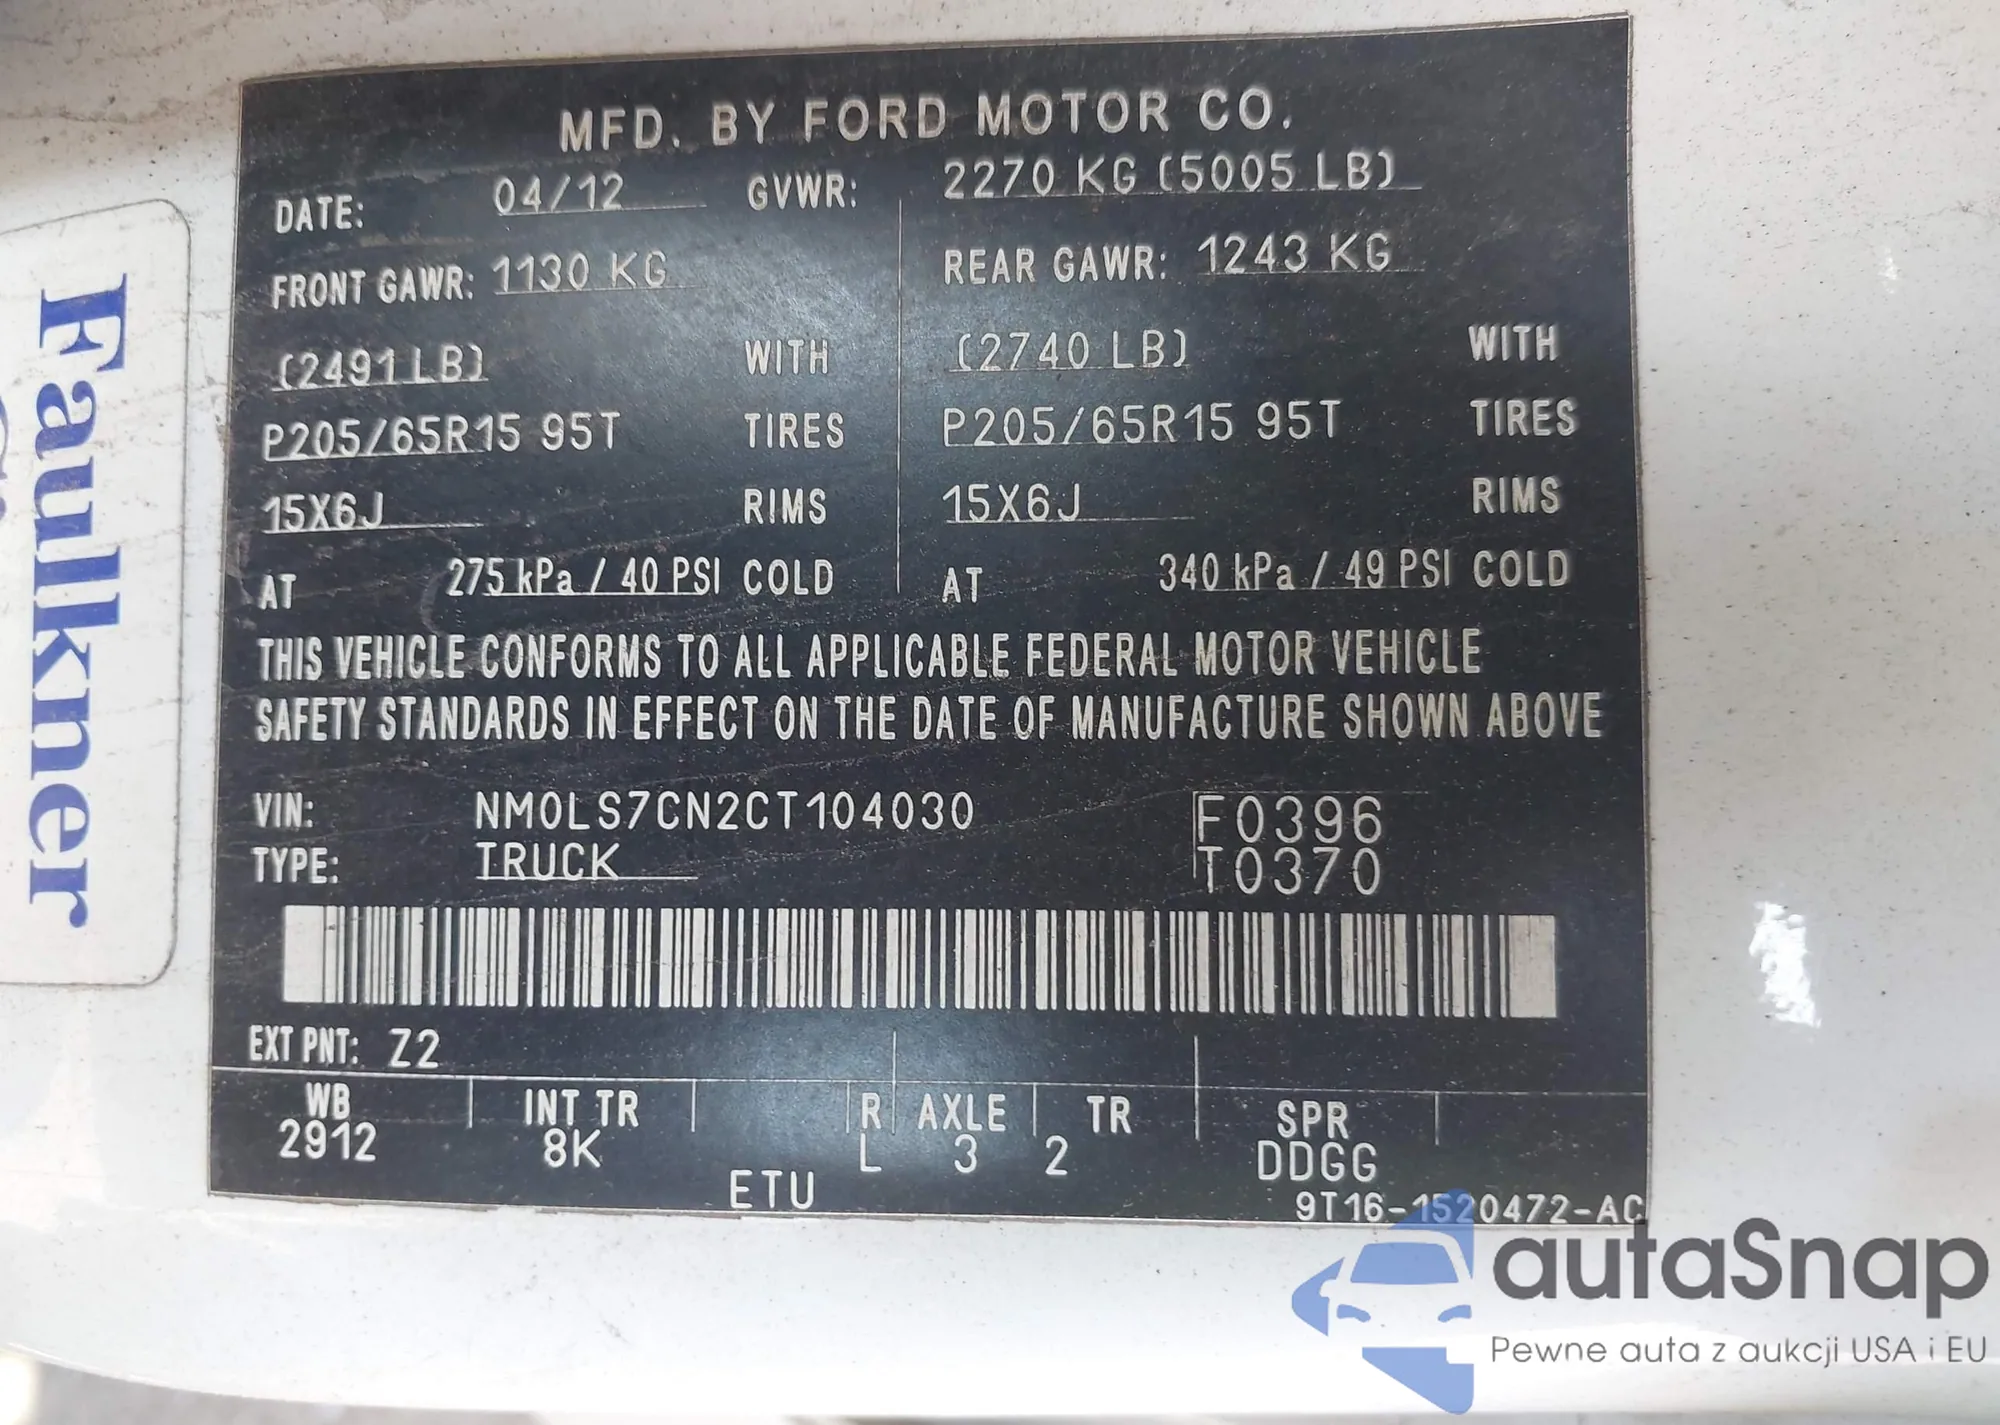 MFD. BY FORD MOTOR CO.
DATE: 04/12 GVWR: 2270 KG (5005 LB)
FRONT GAWR: 1130 KG REAR GAWR: 1243 KG
(2491 LB) WITH (2740 LB) WITH
P205/65R15 95T TIRES P205/65R15 95T TIRES
15X6J RIMS 15X6J RIMS
AT 275 kPa / 40 PSI COLD AT 340 kPa / 49 PSI COLD
THIS VEHICLE CONFORMS TO ALL APPLICABLE FEDERAL MOTOR VEHICLE
SAFETY STANDARDS IN EFFECT ON THE DATE OF MANUFACTURE SHOWN ABOVE
VIN: NM0LS7CN2CT104030 F0396
TYPE: TRUCK T0370
EXT PNT: Z2
WB INT TR R AXLE TR SPR
2912 8K L 3 2 DDGG
ETU
9T16-1520472-AC
Faulkner
autaSnap
Pewne auta z aukcji USA i EU